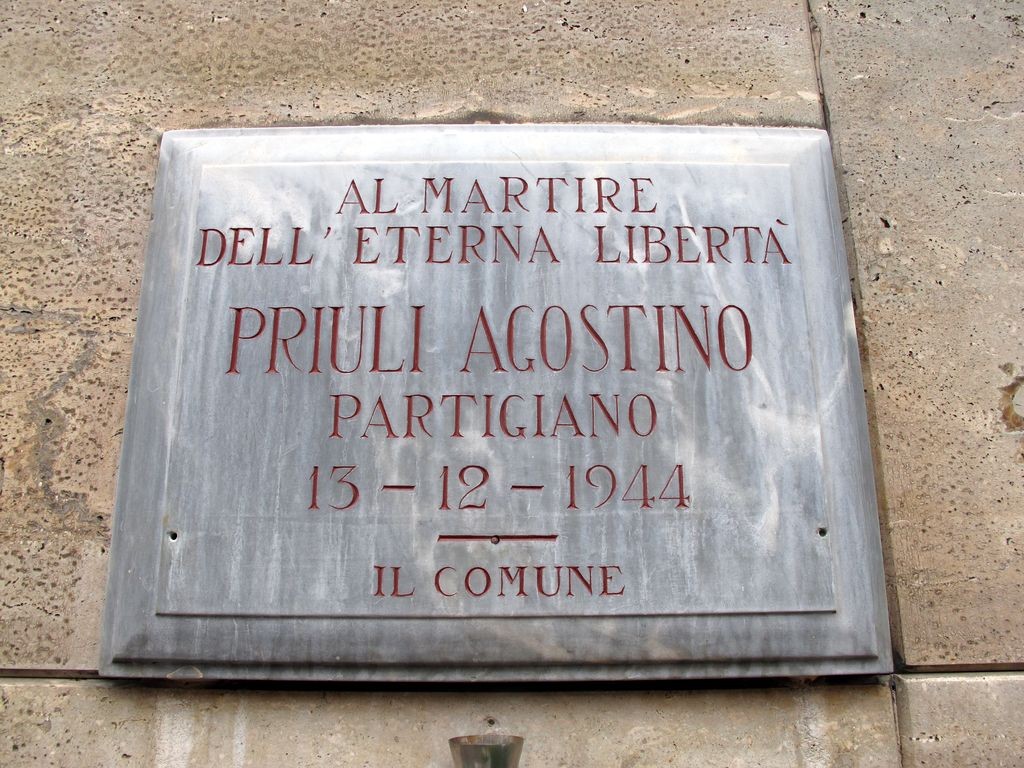 AL MARTIRE
DELL' ETERNA LIBERTÀ
PRIULI AGOSTINO
PARTIGIANO
13 - 12 - 1944
IL COMUNE